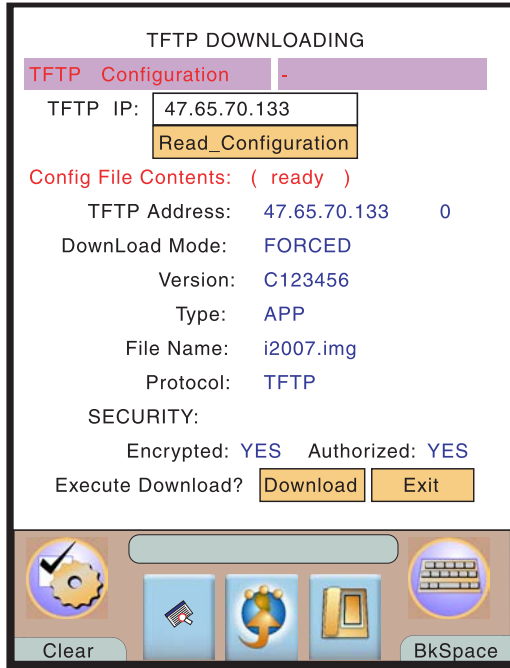 TFTP DOWNLOADING
TFTP Configuration -
TFTP IP: 47.65.70.133
Read_Configuration
Config File Contents: ( ready )
TFTP Address: 47.65.70.133 0
DownLoad Mode: FORCED
Version: C123456
Type: APP
File Name: i2007.img
Protocol: TFTP
SECURITY:
Encrypted: YES Authorized: YES
Execute Download? Download Exit
Clear BkSpace